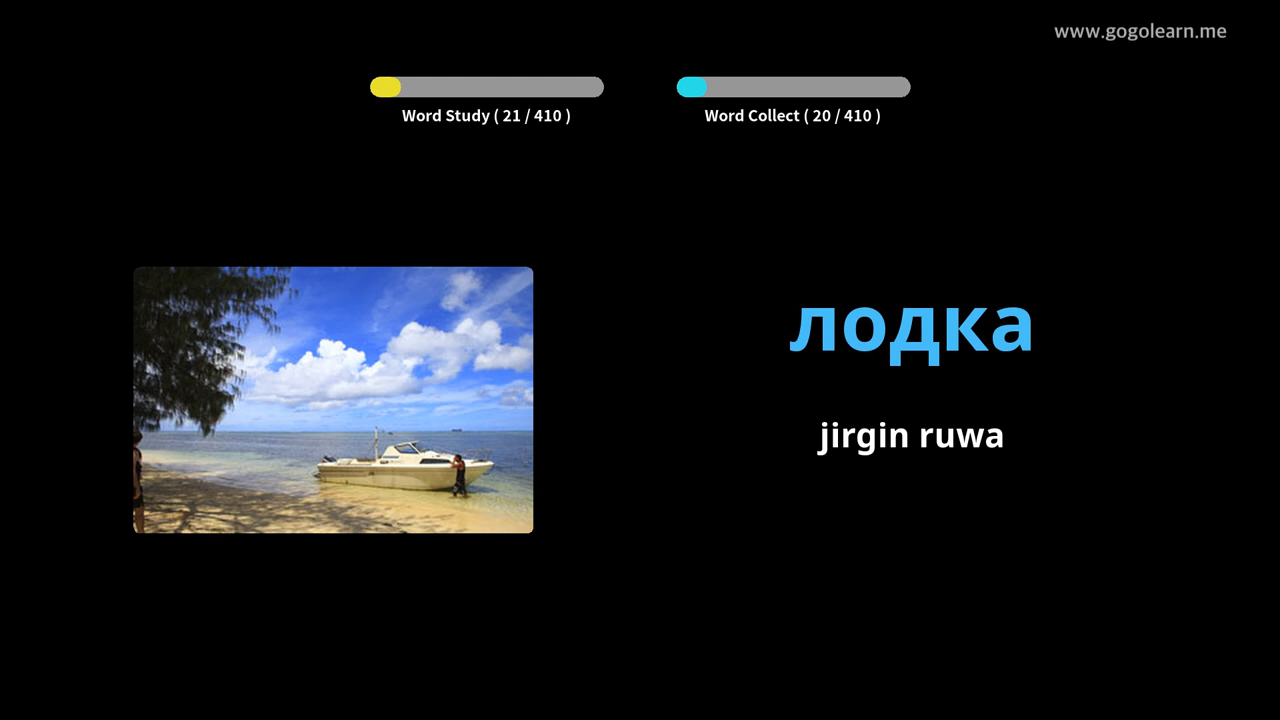 www.gogolearn.me
Word Study ( 21 / 410 )
Word Collect ( 20 / 410 )
лодка
jirgin ruwa